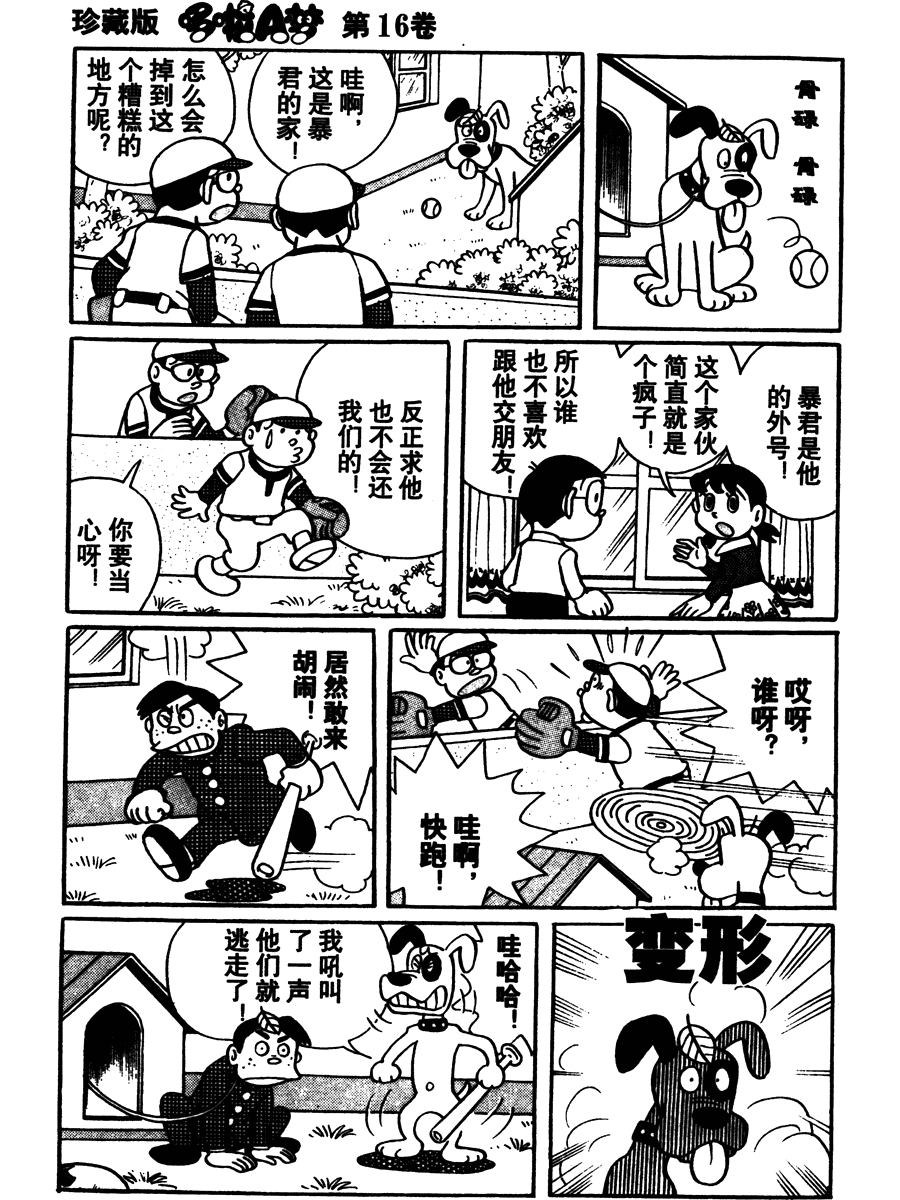 珍藏版 哆啦A梦 第16卷
骨碌
骨碌
哇啊，
这是暴
君的家！
怎么会
掉到这
个糟糕的
地方呢？
暴君是他
的外号！
这个家伙
简直就是
个疯子！
所以谁
也不喜欢
跟他交朋友！
反正求他
也不会还
我们的！
你要当
心呀！
哎呀，
谁呀？
哇啊，
快跑！
居然敢来
胡闹！
变形
哇哈哈！
我吼叫
了一声
他们就
逃走了！